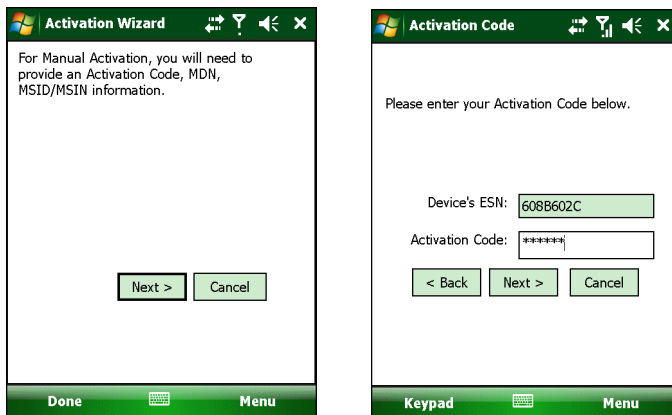 Activation Wizard
For Manual Activation, you will need to
provide an Activation Code, MDN,
MSID/MSIN information.
Next >
Cancel
Done
Menu
Activation Code
Please enter your Activation Code below.
Device's ESN:
608B602C
Activation Code:
******
< Back
Next >
Cancel
Keypad
Menu